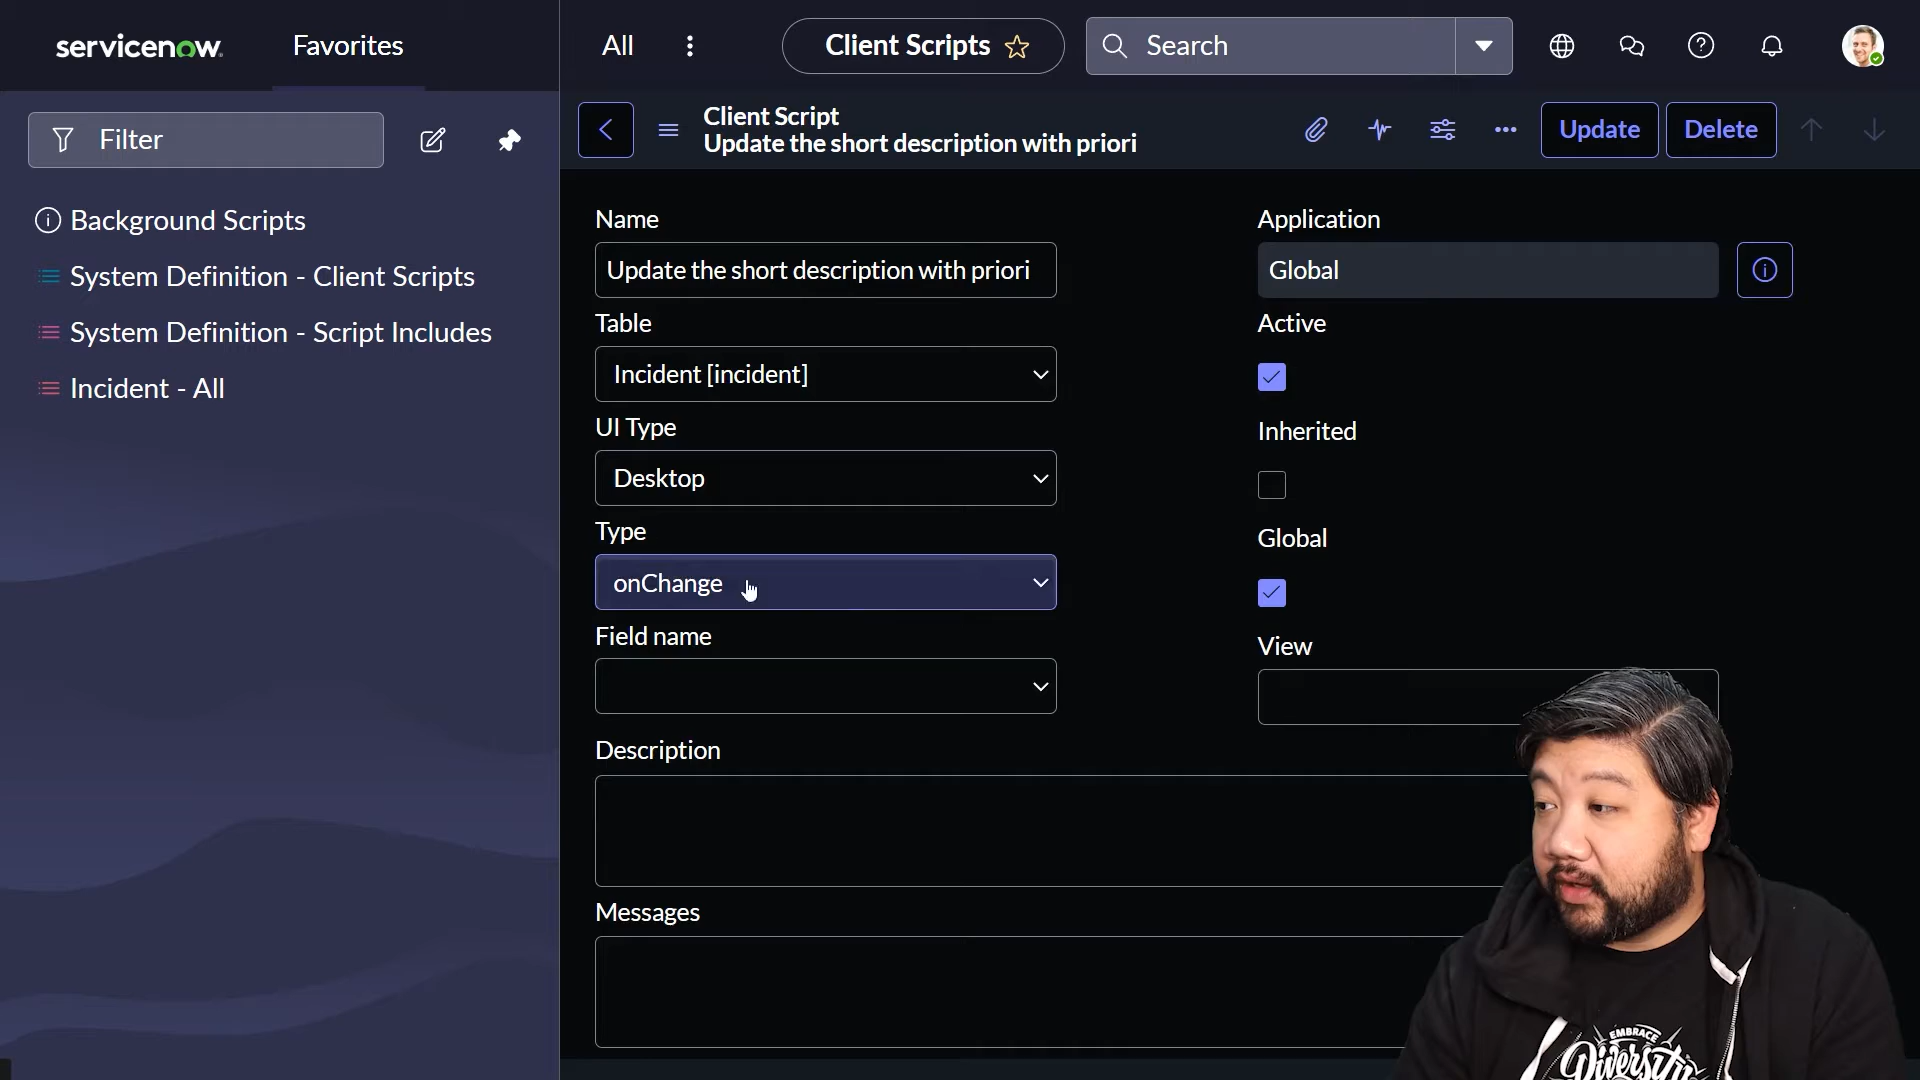 servicenow
Favorites
All
Client Scripts
Search
Filter
Background Scripts
System Definition - Client Scripts
System Definition - Script Includes
Incident - All
Client Script
Update the short description with priori
Update
Delete
Name
Update the short description with priori
Table
Incident [incident]
UI Type
Desktop
Type
onChange
Field name
Description
Messages
Application
Global
Active
Inherited
Global
View
EMBRACE
Diversity